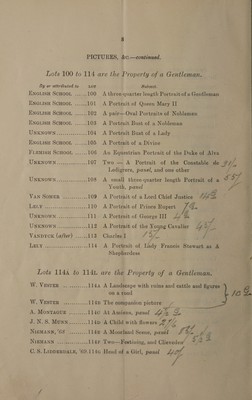 8
PICTURES, &c.—continued.
Lots 100 to 114 are the Property of a Gentleman.
By or attributed to Lot Subject.
ENGLISH SCHOOL .....100 A three-quarter length Portrait of a Gentleman
ENGLISH SCHOOL .....101 A Portrait of Queen Mary II
ENGLISH SCHOOL .....102 A pair—Oval Portraits of Noblemen
ENGLISH SCHOOL .....103 A Portrait Bust of a Nobleman
UNKNOWN ............104 A Portrait Bust of a Lady
ENGLISH SCHOOL .....105 A Portrait of a Divine
FLEMISH SCHOOL .....106 An Equestrian Portrait of the Duke of Alva
UNKNOWN ............107 Two — A Portrait of the Constable de
Ledigeres, panel, and one other
UNKNOWN ............108 A small three-quarter length Portrait of a
Youth, panel
VAN SOMER ..........109 A Portrait of a Lord Chief Justice
LELY ...............110 A Portrait of Prince Rupert
UNKNOWN ............111 A Portrait of George III
UNKNOWN ............112 A Portrait of the Young Cavalier
VANDYCK (after) ....113 Charles I
LELY ...............114 A Portrait of Lady Francis Stewart as A
Shepherdess
Lots 114A to 114H are the Property of a Gentleman.
W. VESTER ..........114A A Landscape with ruins and cattle and figures
on a road
W. VESTER ..........114B The companion picture
A. MONTAGUE ........114C At Amiens, panel
J. N. S. MEWN.......114D A Child with flowers
NIEMANN, '69 .......114E A Moorland Scene, panel
NIEMANN ............114F Two—Festining, and Clievedon
C. S. LIDDERDALE, '69 114G Head of a Girl, panel